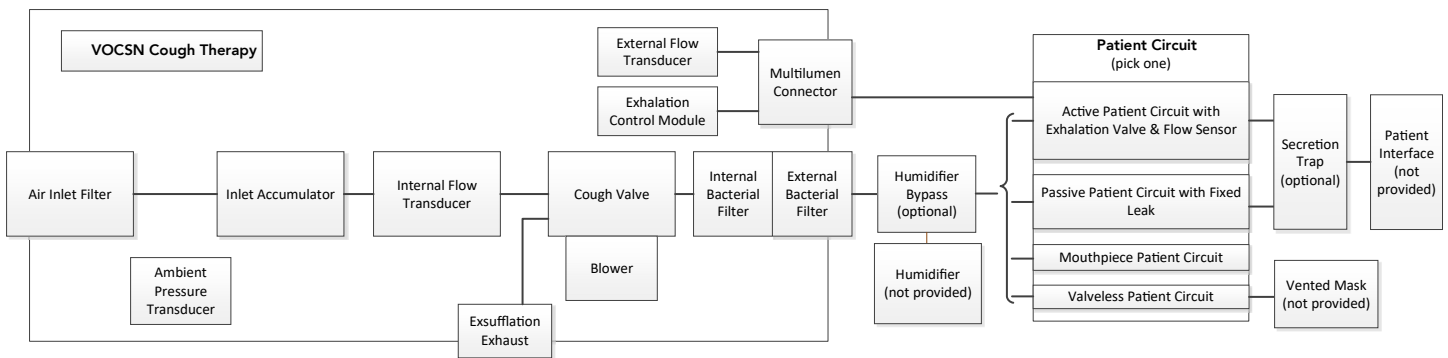 VOCSN Cough Therapy
External Flow
Transducer
Exhalation
Control Module
Multilumen
Connector
Patient Circuit
(pick one)
Active Patient Circuit with
Exhalation Valve & Flow Sensor
Passive Patient Circuit with Fixed
Leak
Mouthpiece Patient Circuit
Valveless Patient Circuit
Secretion
Trap
(optional)
Patient
Interface
(not
provided)
Air Inlet Filter
Inlet Accumulator
Internal Flow
Transducer
Cough Valve
Internal
Bacterial
Filter
External
Bacterial
Filter
Humidifier
Bypass
(optional)
Blower
Humidifier
(not provided)
Ambient
Pressure
Transducer
Exsufflation
Exhaust
Vented Mask
(not provided)